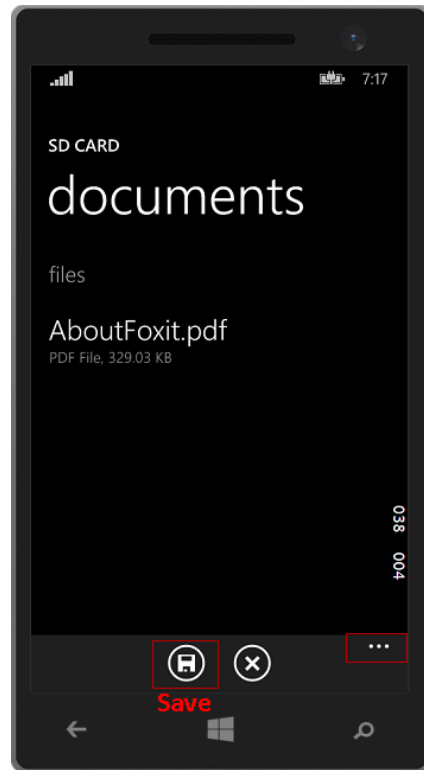 7:17
SD CARD
documents
files
AboutFoxit.pdf
PDF File, 329.03 KB
038 004
...
Save